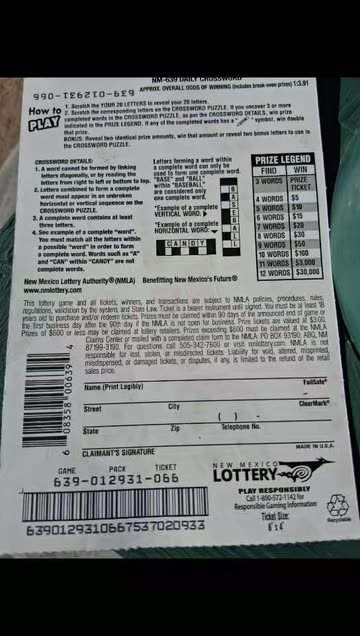 NM-639 DAILY CROSSWORD
639-012931-066
APPROX. OVERALL ODDS OF WINNING (includes break-even prizes) 1:3.91
How to PLAY
1. Scratch the YOUR 20 LETTERS to reveal your 20 letters.
2. Scratch the corresponding letters on the CROSSWORD PUZZLE. If you uncover 3 or more
completed words in the CROSSWORD PUZZLE, as per the CROSSWORD DETAILS, win prize
indicated in the PRIZE LEGEND. If any of the completed words has a symbol, win double
that prize.
BONUS: Reveal two identical prize amounts, win that amount or reveal two bonus letters to use in
the CROSSWORD PUZZLE.
CROSSWORD DETAILS:
1. A word cannot be formed by linking
letters diagonally, or by reading the
letters from right to left or bottom to top.
2. Letters combined to form a complete
word must appear in an unbroken
horizontal or vertical sequence on the
CROSSWORD PUZZLE.
3. A complete word contains at least
three letters.
4. See example of a complete "word".
You must match all the letters within
a possible "word" in order to form
a complete word. Words such as "A"
and "CAN" within "CANDY" are not
complete words.
Letters forming a word within
a complete word can only be
used to form one complete word.
"BASE" and "BALL"
within "BASEBALL"
are considered only
one complete word.
*Example of a complete
VERTICAL WORD:
*Example of a complete
HORIZONTAL WORD:
CANDY
BASEBALL
PRIZE LEGEND
FIND WIN
3 WORDS PRIZE TICKET
4 WORDS $5
5 WORDS $10
6 WORDS $15
7 WORDS $20
8 WORDS $30
9 WORDS $50
10 WORDS $100
11 WORDS $3,000
12 WORDS $30,000
New Mexico Lottery Authority® (NMLA) Benefitting New Mexico's Future®
www.nmlottery.com
This lottery game and all tickets, winners, and transactions are subject to NMLA policies, procedures, rules,
regulations, validation by the system, and State Law. Ticket is a bearer instrument until signed. You must be at least 18
years old to purchase and/or redeem tickets. Prizes must be claimed within 90 days of the announced end of game or
the first business day after the 90th day if the NMLA is not open for business. Prize tickets are valued at $3.00.
Prizes of $600 or less may be claimed at lottery retailers. Prizes exceeding $600 must be claimed at the NMLA
Claims Center or mailed with a completed claim form to the NMLA: PO BOX 93190, ABQ, NM
87199-3190. For questions call 505-342-7600 or visit nmlottery.com. NMLA is not
responsible for lost, stolen, or misdirected tickets. Liability for void, altered, misprinted,
miscut, or damaged tickets, or disputes, if any, is limited to the refund of the retail
sales price.
6 08358 00639 4
Name (Print Legibly) FailSafe®
Street City ClearMark®
( ) -
State Zip Telephone No.
CLAIMANT'S SIGNATURE MADE IN U.S.A.
GAME PACK TICKET
639-012931-066
6390129310667537020933
NEW MEXICO
LOTTERY
PLAY RESPONSIBLY
Call 1-800-572-1142 for
Responsible Gaming Information
Ticket Size:
Recyclable